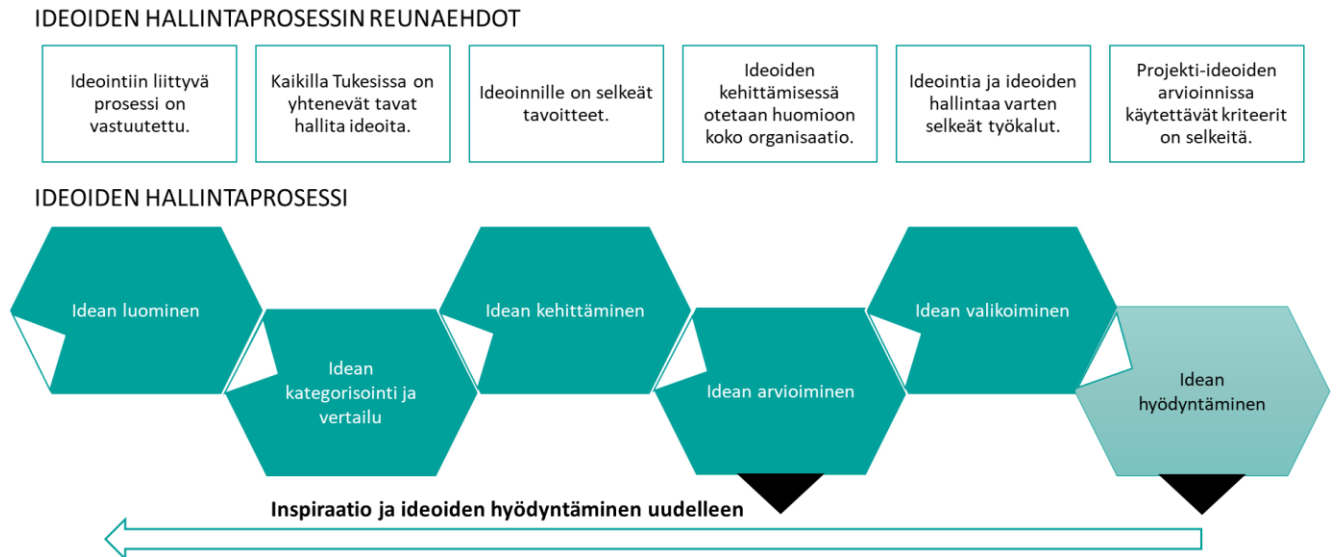 IDEOIDEN HALLINTAPROSESSIN REUNAEHDOT
Ideointiin liittyvä
prosessi on
vastuutettu.
Kaikilla Tukesissa on
yhtenevät tavat
hallita ideoita.
Ideoinnille on selkeät
tavoitteet.
Ideoiden
kehittämisessä
otetaan huomioon
koko organisaatio.
Ideointia ja ideoiden
hallintaa varten
selkeät työkalut.
Projekti-ideoiden
arvioinnissa
käytettävät kriteerit
on selkeitä.
IDEOIDEN HALLINTAPROSESSI
Idean luominen
Idean
kategorisointi ja
vertailu
Idean kehittäminen
Idean arvioiminen
Idean valikoiminen
Idean
hyödyntäminen
Inspiraatio ja ideoiden hyödyntäminen uudelleen